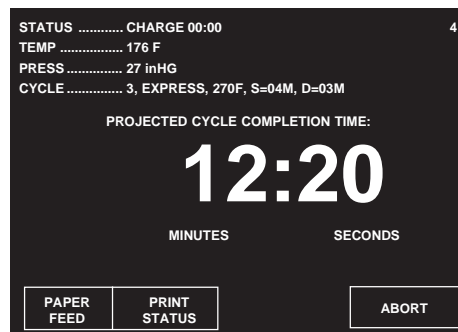 STATUS ............ CHARGE 00:00 4
TEMP ................. 176 F
PRESS............... 27 inHG
CYCLE............... 3, EXPRESS, 270F, S=04M, D=03M
PROJECTED CYCLE COMPLETION TIME:
12:20
MINUTES SECONDS
PAPER FEED
PRINT STATUS
ABORT